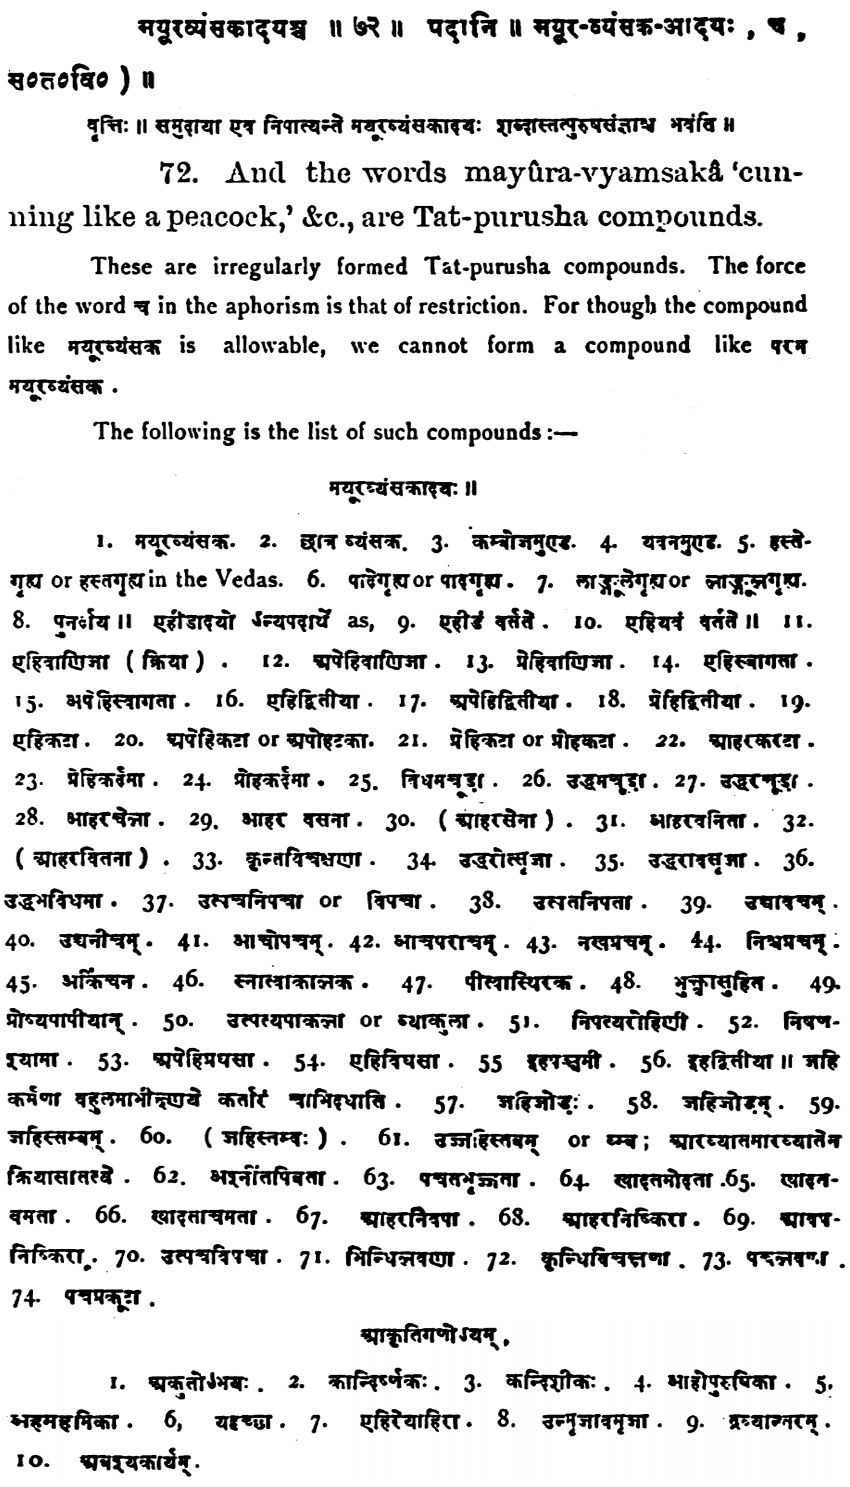 मयूरव्यंसकादयश्च ॥ ७२ ॥ पदानि ॥ मयूर-व्यंसक-आदयः , च ,
स०त०वि० ) ॥
वृत्तिः ॥ समुदाया एव निपात्यन्ते मयूरव्यंसकादयः शब्दास्तत्पुरुषसंज्ञाश्च भवंति ॥
72. And the words mayûra-vyamsakâ ‘cun-
ning like a peacock,’ &c., are Tat-purusha compounds.
These are irregularly formed Tat-purusha compounds. The force
of the word च in the aphorism is that of restriction. For though the compound
like मयूरव्यंसक is allowable, we cannot form a compound like परम
मयूरव्यंसक .
The following is the list of such compounds :—
मयूरव्यंसकादयः ॥
1. मयूरव्यंसक. 2. छात्र व्यंसक. 3. कम्बोजमुण्ड. 4. यवनमुण्ड. 5. हस्ते-
गृह्य or हस्तगृह्य in the Vedas. 6. पादेगृह्य or पादगृह्य . 7. लाङ्गूलेगृह्य or लाङ्गूलगृह्य.
8. पुनर्दाय ॥ एहीडादयो ऽन्यपदार्थे as, 9. एहीडं वर्तते . 10. एहियवं वर्तते ॥ 11.
एहिवाणिजा ( क्रिया ) . 12. अपेहिवाणिजा . 13. प्रेहिवाणिजा . 14. एहिस्वागता .
15. अपेहिस्वागता . 16. एहिद्वितीया . 17. अपेहिद्वितीया . 18. प्रेहिद्वितीया . 19.
एहिकटा . 20. अपेहिकटा or अपोहटका. 21. प्रेहिकटा or प्रोहकटा . 22. आहरकरटा .
23. प्रेहिकर्दमा . 24. प्रोहकर्दमा . 25. विधमचूडा . 26. उद्धमचूडा . 27. उद्धरचूडा .
28. आहरचेला . 29. आहर वसना . 30. ( आहरसेना ) . 31. आहरवनिता . 32.
( आहरवितना ) . 33. कृन्तविचक्षणा . 34. उद्धरोत्सृजा . 35. उद्धरावसृजा . 36.
उद्धमविधमा . 37. उत्पचनिपचा or विपचा . 38. उत्पतनिपता . 39. उच्चावचम् .
40. उच्चनीचम् . 41. आचोपचम् . 42. आचपराचम् . 43. नखप्रचम् . 44. निश्चप्रचम् .
45. अकिंचन . 46. स्नात्वाकालक . 47. पीत्वास्थिरक . 48. भुक्त्वासुहित . 49.
प्रोष्यपापीयान् . 50. उत्पत्यपाकला or व्याकुला . 51. निपत्यरोहिणी . 52. निषण-
श्यामा . 53. अपेहिप्रघसा . 54. एहिविघसा . 55 इहपञ्चमी . 56. इहद्वितीया ॥ जहि
कर्मणा बहुलमाभीक्ष्ण्ये कर्तारं चाभिदधाति . 57. जहिजोडः . 58. जहिजोडम् . 59.
जहिस्तम्बम् . 60. ( जहिस्तम्बः ) . 61. उज्जहिस्तबम् or म्ब ; आख्यातमाख्यातेन
क्रियासातत्ये . 62. अश्नीतपिबता . 63. पचतभृज्जता . 64. खादतमोदता .65. खादत-
वमता . 66. खादताचमता . 67. आहरनिवपा . 68. आहरनिष्किरा . 69. आवप-
निष्किरा . 70. उत्पचविपचा . 71. भिन्धिलवणा . 72. कृन्धिविचक्षणा . 73. पचलवणा .
74. पचप्रकूटा .
आकृतिगणोऽयम् .
1. अकुतोऽभयः . 2. कान्दिर्ष्णकः . 3. कन्दिशीकः . 4. आहोपुरुषिका . 5.
अहमहमिका . 6, यदृच्छा . 7. एहिरेयाहिरा . 8. उन्मृजावमृजा . 9. द्रव्यान्तरम् .
10. अवश्यकार्यम् .